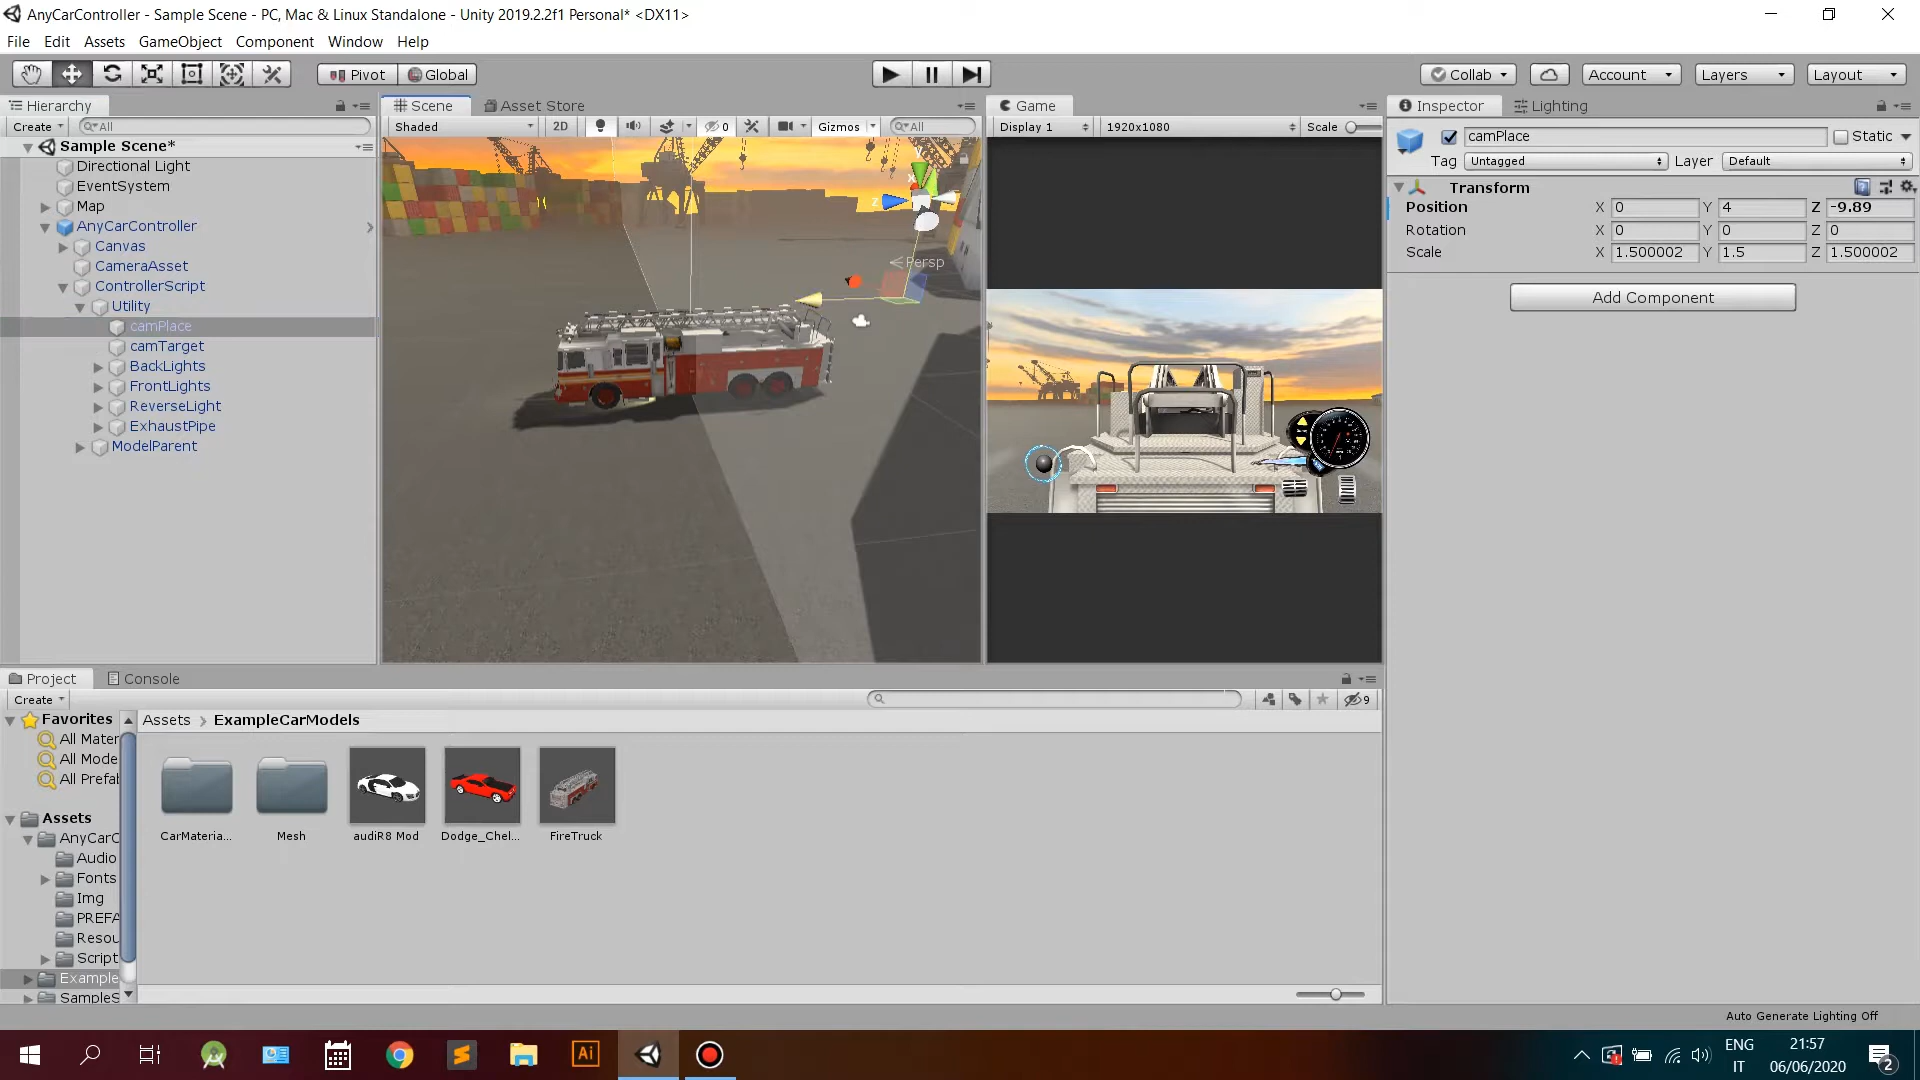 AnyCarController - Sample Scene - PC, Mac & Linux Standalone - Unity 2019.2.2f1 Personal* <DX11>
File Edit Assets GameObject Component Window Help
Pivot Global Collab Account Layers Layout
Hierarchy Scene Asset Store Game Inspector Lighting
Create All Shaded 2D 0 Gizmos All Display 1 1920x1080 Scale
camPlace Static
Tag Untagged Layer Default
Sample Scene*
Directional Light
EventSystem
Map
AnyCarController
Canvas
CameraAsset
ControllerScript
Utility
camPlace
camTarget
BackLights
FrontLights
ReverseLight
ExhaustPipe
ModelParent
z
Persp
Transform
Position X 0 Y 4 Z -9.89
Rotation X 0 Y 0 Z 0
Scale X 1.500002 Y 1.5 Z 1.500002
Add Component
Project Console
Create 9
Favorites
All Mater
All Mode
All Prefab
Assets
AnyCarC
Audio
Fonts
Img
PREFA
Resou
Script
Example
SampleS
Assets > ExampleCarModels
CarMateria... Mesh audiR8 Mod Dodge_Chel... FireTruck
Auto Generate Lighting Off
Ai
ENG
IT
21:57
06/06/2020
2